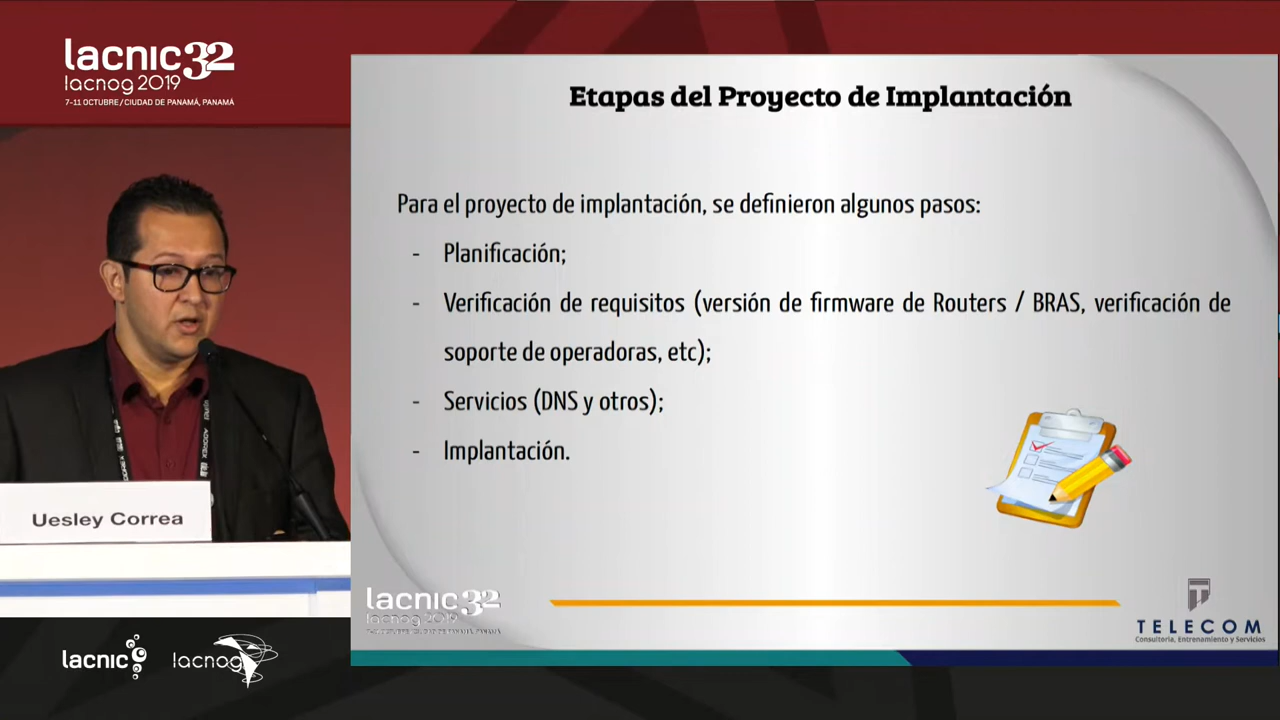 lacnic32
lacnog 2019
7-11 OCTUBRE / CIUDAD DE PANAMÁ, PANAMÁ
Etapas del Proyecto de Implantación
Para el proyecto de implantación, se definieron algunos pasos:
- Planificación;
- Verificación de requisitos (versión de firmware de Routers / BRAS, verificación de
soporte de operadoras, etc);
- Servicios (DNS y otros);
- Implantación.
Uesley Correa
lacnic32
lacnog 2019
TELECOM
Consultoria, Entrenamiento y Servicios
lacnic
lacnog